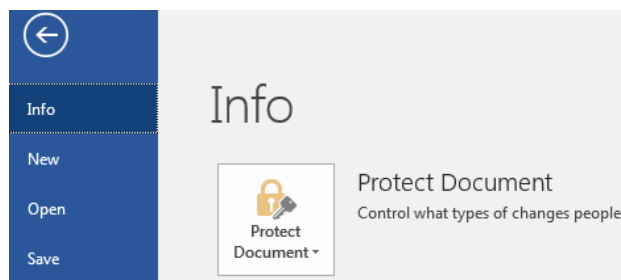 Info
Info
New
Protect Document
Open
Control what types of changes people
Protect
Document
Save